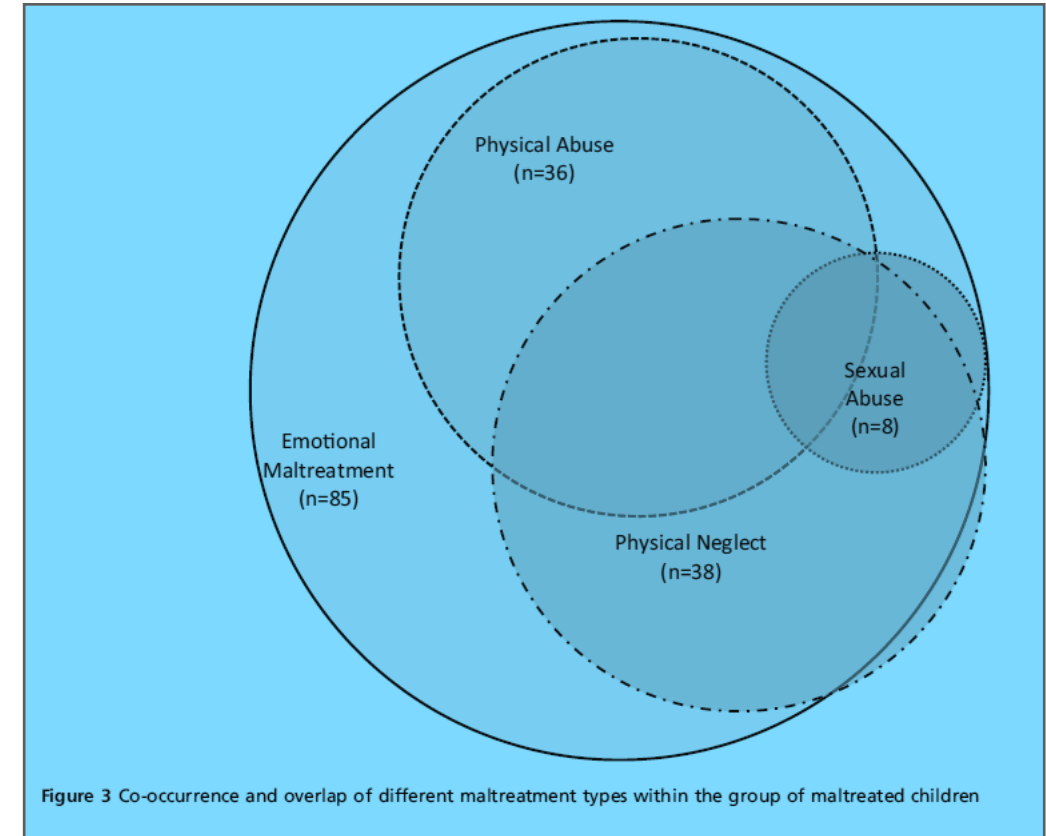 Physical Abuse
(n=36)
Sexual
Abuse
(n=8)
Emotional
Maltreatment
(n=85)
Physical Neglect
(n=38)
Figure 3 Co-occurrence and overlap of different maltreatment types within the group of maltreated children